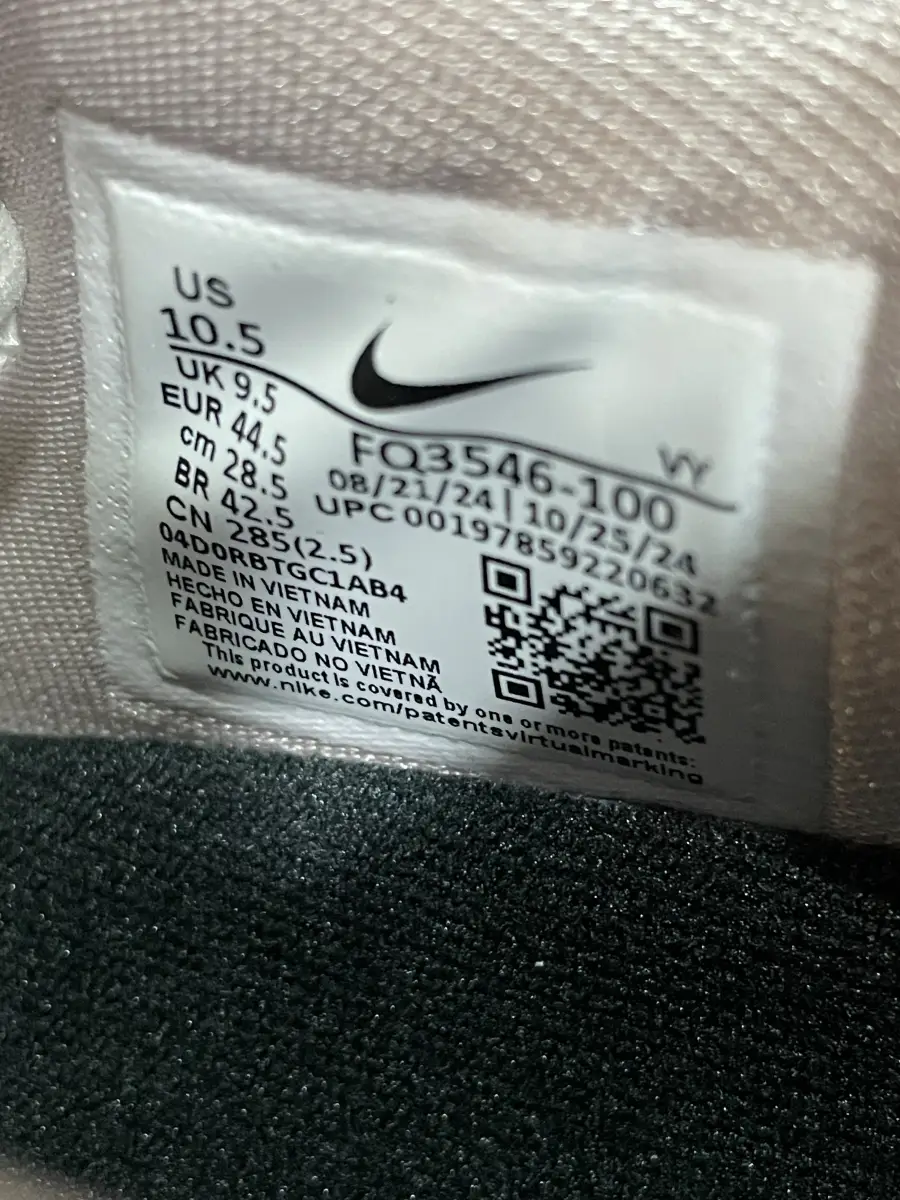 US
10.5
UK 9.5
EUR 44.5
cm 28.5
BR 42.5
CN 285(2.5)
VY
FQ3546-100
08/21/24 | 10/25/24
UPC 00197859220632
04D0RBTGC1AB4
MADE IN VIETNAM
HECHO EN VIETNAM
FABRIQUE AU VIETNAM
FABRICADO NO VIETNÃ
This product is covered by one or more patents:
www.nike.com/patentsvirtualmarking